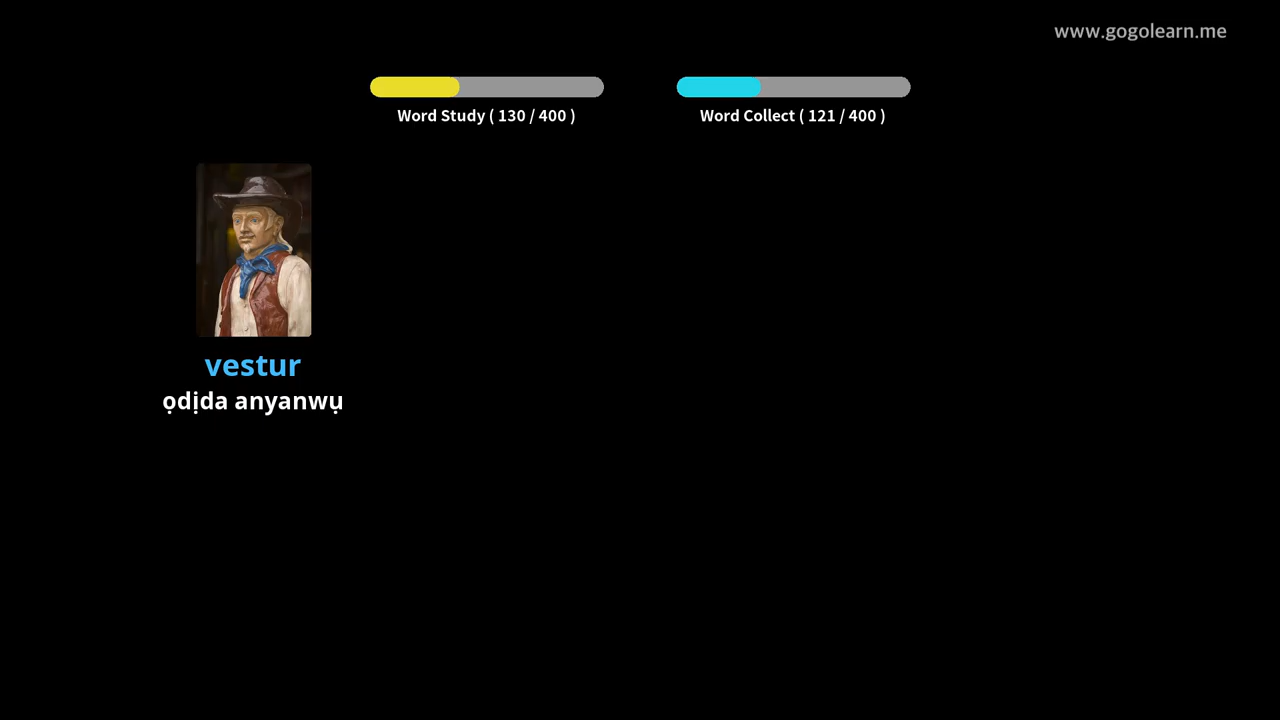 www.gogolearn.me
Word Study ( 130 / 400 )
Word Collect ( 121 / 400 )
vestur
ọdịda anyanwụ